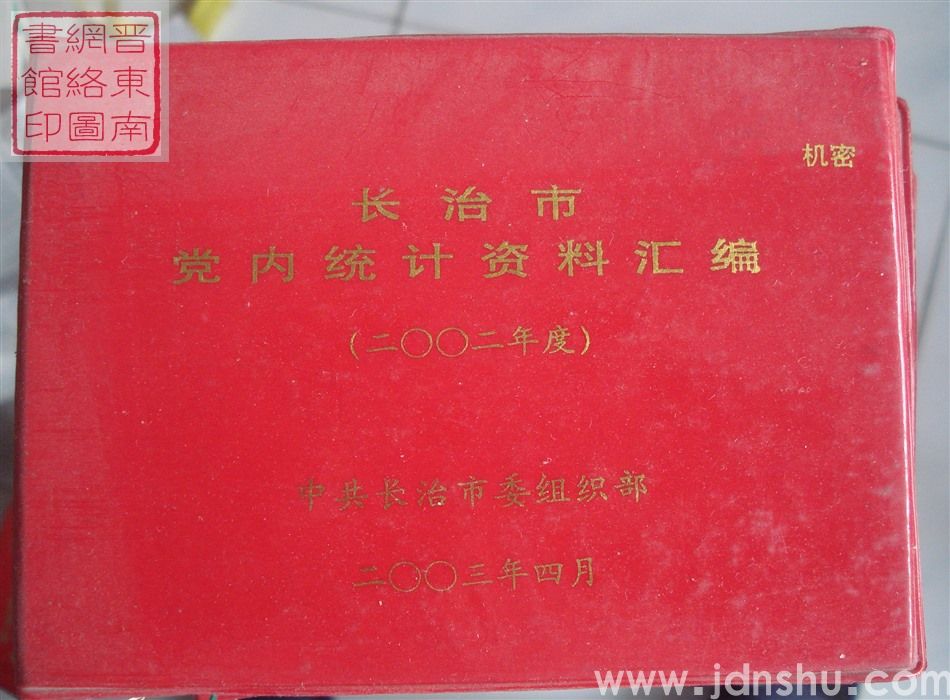 晋東南
網絡圖
書館印
机密
长治市
党内统计资料汇编
(二〇〇二年度)
中共长治市委组织部
二〇〇三年四月
www.jdnshu.com